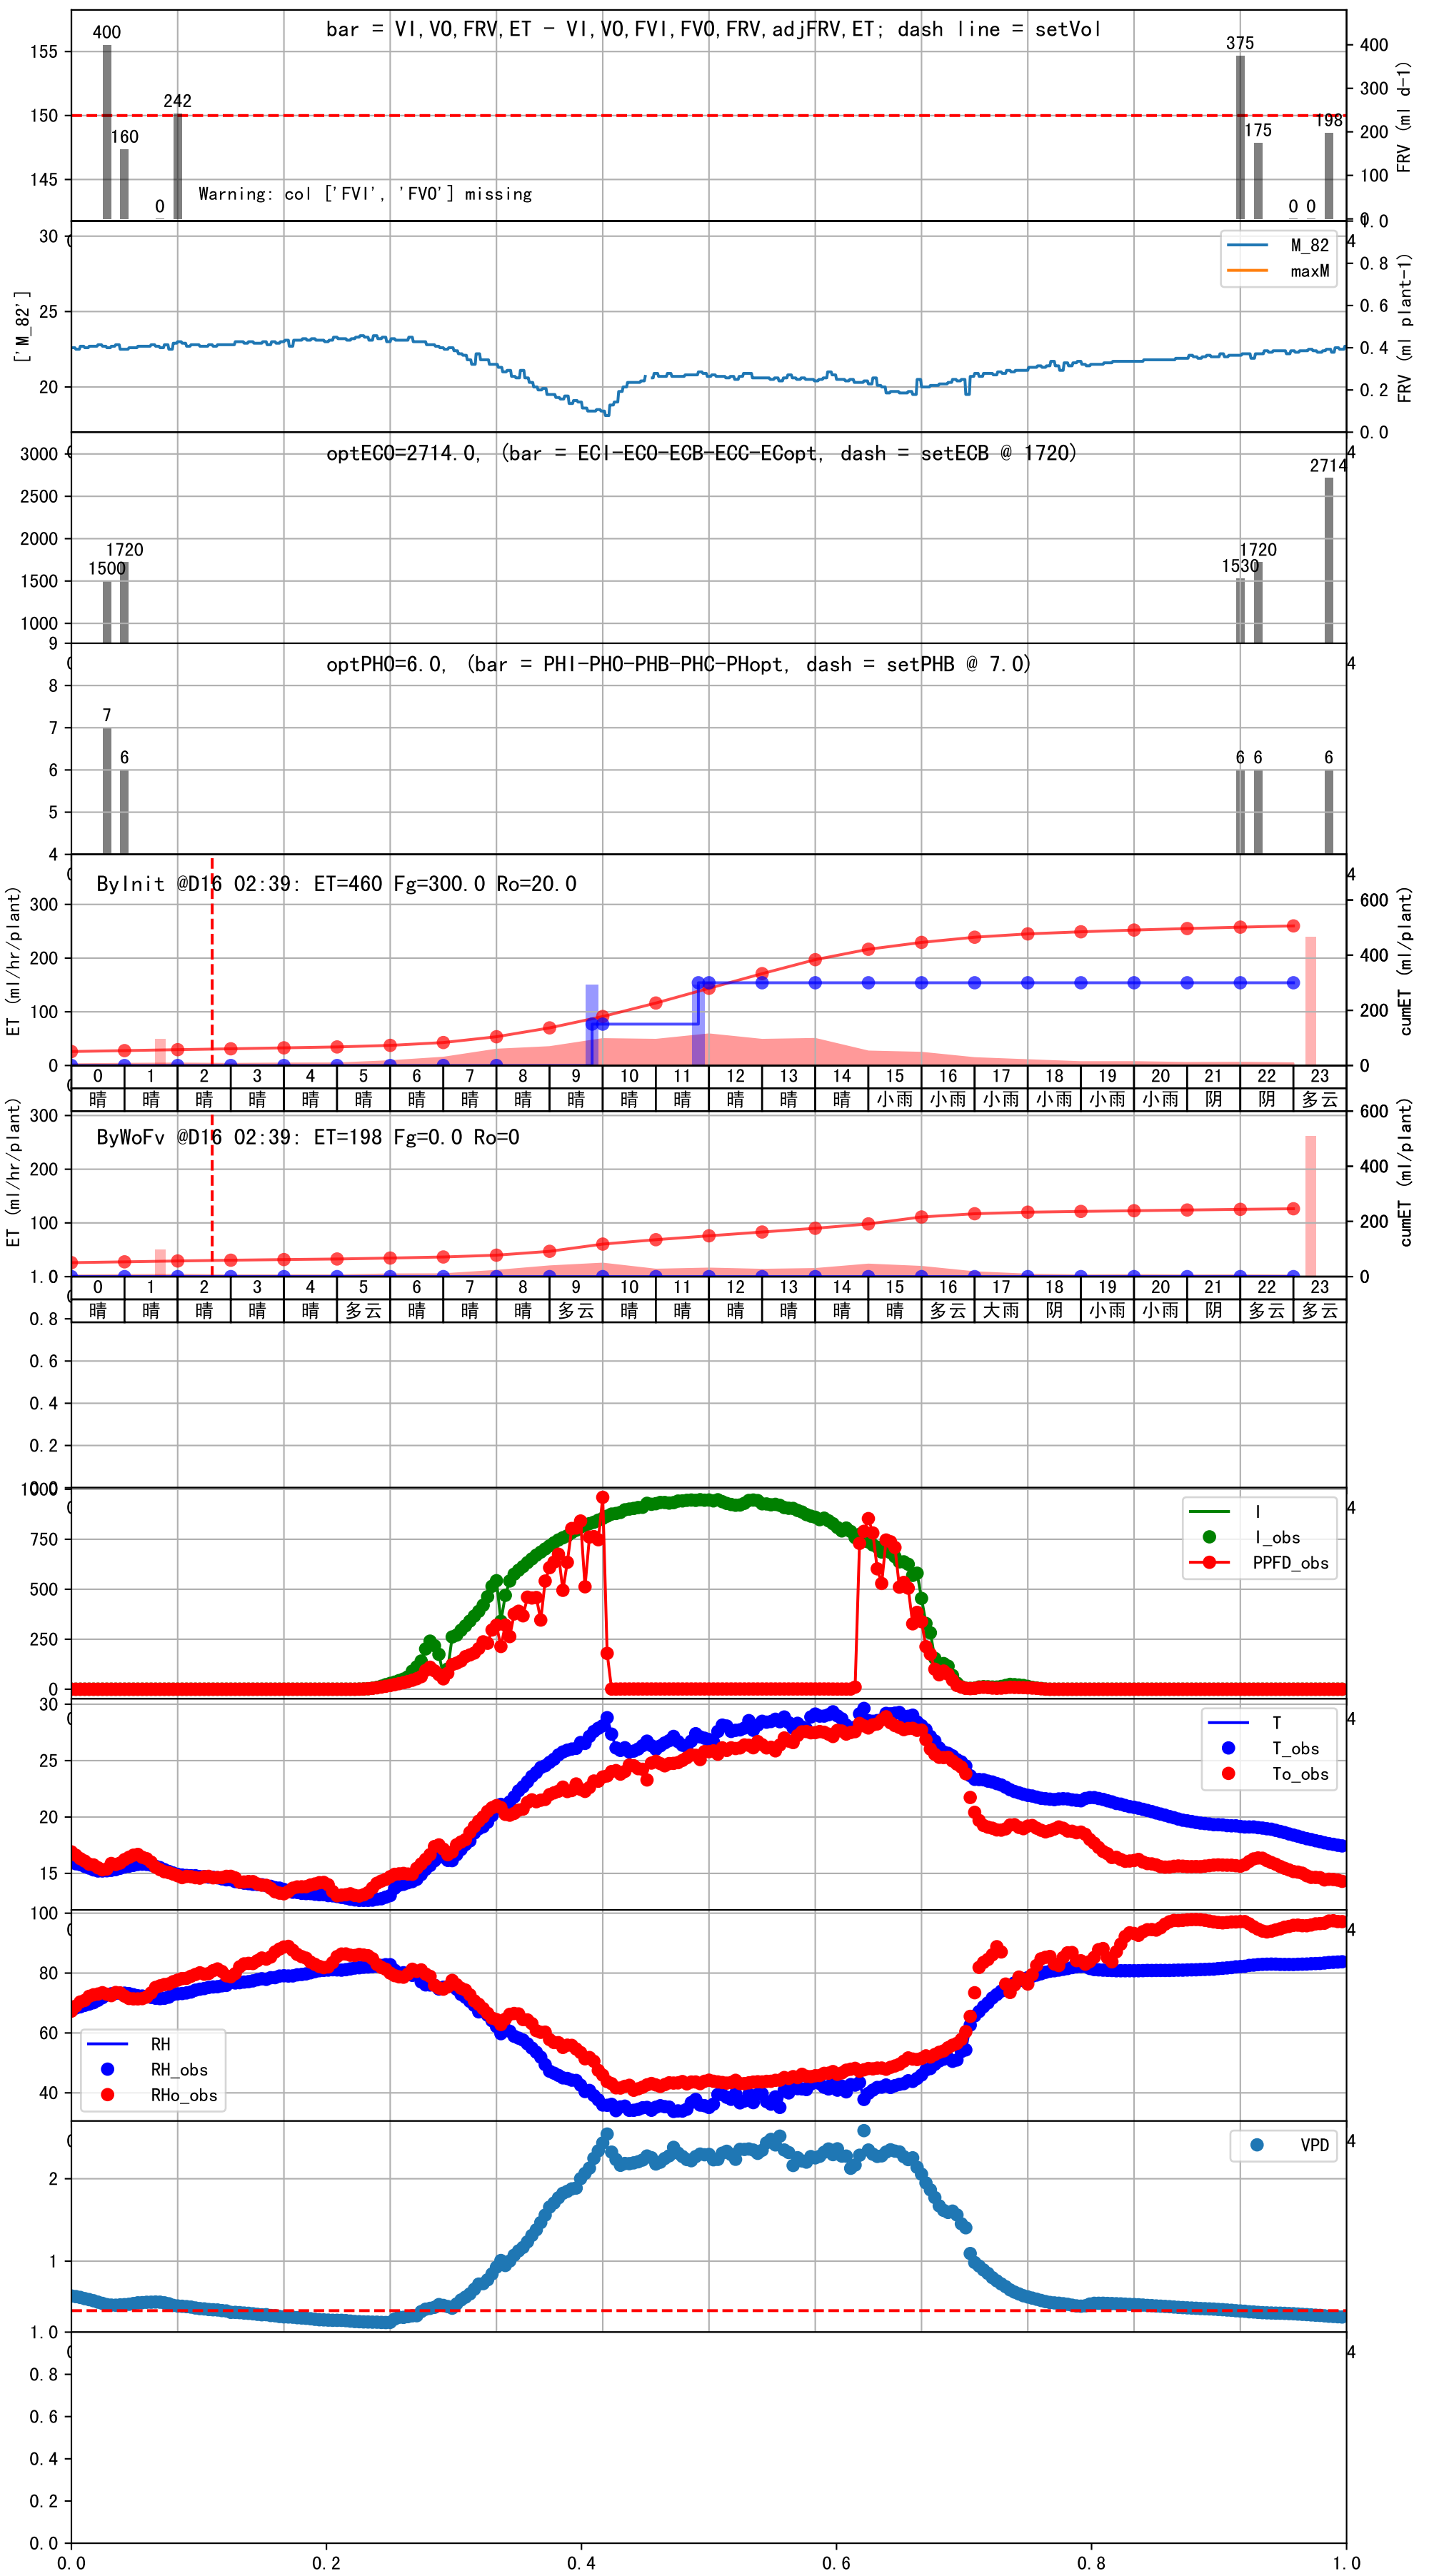 bar = VI,VO,FRV,ET - VI,VO,FVI,FVO,FRV,adjFRV,ET; dash line = setVol
400 160 0 242 375 175 0 0 198
155 150 145
400 300 200 100 0
FRV (ml d-1)
Warning: col ['FVI', 'FVO'] missing
['M_82']
30 25 20
M_82
maxM
1.0 0.8 0.6 0.4 0.2 0.0
FRV (ml plant-1)
optECO=2714.0, (bar = ECI-ECO-ECB-ECC-ECopt, dash = setECB @ 1720)
3000 2500 2000 1500 1000
1500 1720 1530 1720 2714
optPHO=6.0, (bar = PHI-PHO-PHB-PHC-PHopt, dash = setPHB @ 7.0)
9 8 7 6 5 4
7 6 6 6 6
ByInit @D16 02:39: ET=460 Fg=300.0 Ro=20.0
ET (ml/hr/plant)
300 200 100 0
600 400 200 0
cumET (ml/plant)
0 1 2 3 4 5 6 7 8 9 10 11 12 13 14 15 16 17 18 19 20 21 22 23
晴 晴 晴 晴 晴 晴 晴 晴 晴 晴 晴 晴 晴 晴 晴 小雨 小雨 小雨 小雨 小雨 小雨 阴 阴 多云
ByWoFv @D16 02:39: ET=198 Fg=0.0 Ro=0
ET (ml/hr/plant)
300 200 100
600 400 200 0
cumET (ml/plant)
0 1 2 3 4 5 6 7 8 9 10 11 12 13 14 15 16 17 18 19 20 21 22 23
晴 晴 晴 晴 晴 多云 晴 晴 晴 多云 晴 晴 晴 晴 晴 晴 多云 大雨 阴 小雨 小雨 阴 多云 多云
1.0 0.8 0.6 0.4 0.2
1000 750 500 250 0
I
I_obs
PPFD_obs
30 25 20 15
T
T_obs
To_obs
100 80 60 40
RH
RH_obs
RHo_obs
2 1
VPD
1.0 0.8 0.6 0.4 0.2 0.0
0.0 0.2 0.4 0.6 0.8 1.0